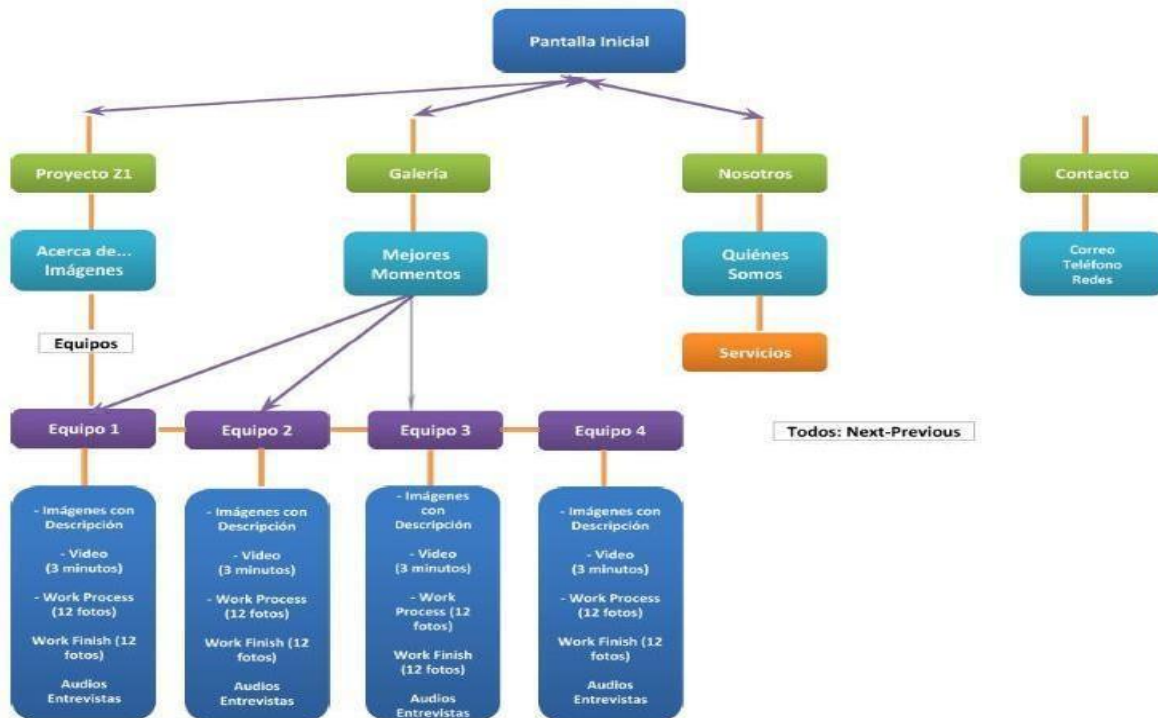 Pantalla Inicial
Proyecto Z1
Galería
Nosotros
Contacto
Acerca de...
Imágenes
Mejores
Momentos
Quiénes
Somos
Correo
Teléfono
Redes
Equipos
Servicios
Equipo 1
Equipo 2
Equipo 3
Equipo 4
Todos: Next-Previous
- Imágenes con
Descripción
- Video
(3 minutos)
- Work Process
(12 fotos)
Work Finish (12
fotos)
Audios
Entrevistas
- Imágenes con
Descripción
- Video
(3 minutos)
- Work Process
(12 fotos)
Work Finish (12
fotos)
Audios
Entrevistas
- Imágenes
con
Descripción
- Video
(3 minutos)
- Work
Process (12
fotos)
Work Finish
(12 fotos)
Audios
Entrevistas
- Imágenes con
Descripción
- Video
(3 minutos)
- Work Process
(12 fotos)
Work Finish (12
fotos)
Audios
Entrevistas